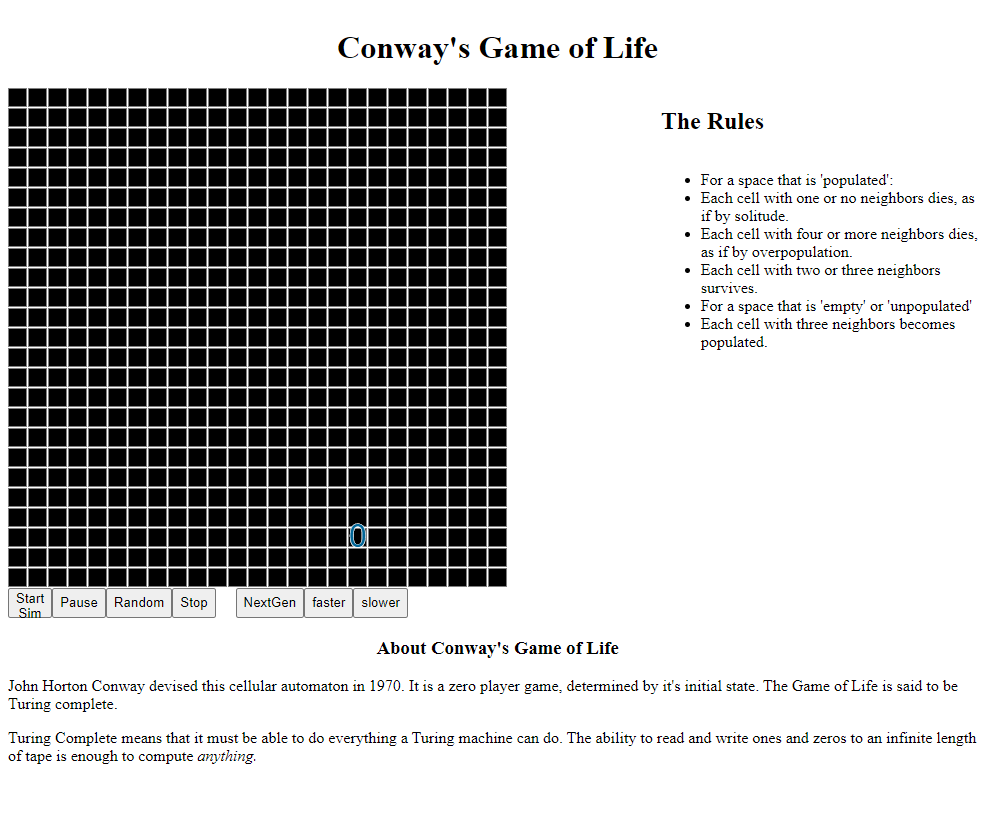 Conway's Game of Life
The Rules
For a space that is 'populated':
Each cell with one or no neighbors dies, as
if by solitude.
Each cell with four or more neighbors dies,
as if by overpopulation.
Each cell with two or three neighbors
survives.
For a space that is 'empty' or 'unpopulated'
Each cell with three neighbors becomes
populated.
0
Start
Sim
Pause
Random
Stop
NextGen
faster
slower
About Conway's Game of Life
John Horton Conway devised this cellular automaton in 1970. It is a zero player game, determined by it's initial state. The Game of Life is said to be
Turing complete.
Turing Complete means that it must be able to do everything a Turing machine can do. The ability to read and write ones and zeros to an infinite length
of tape is enough to compute anything.